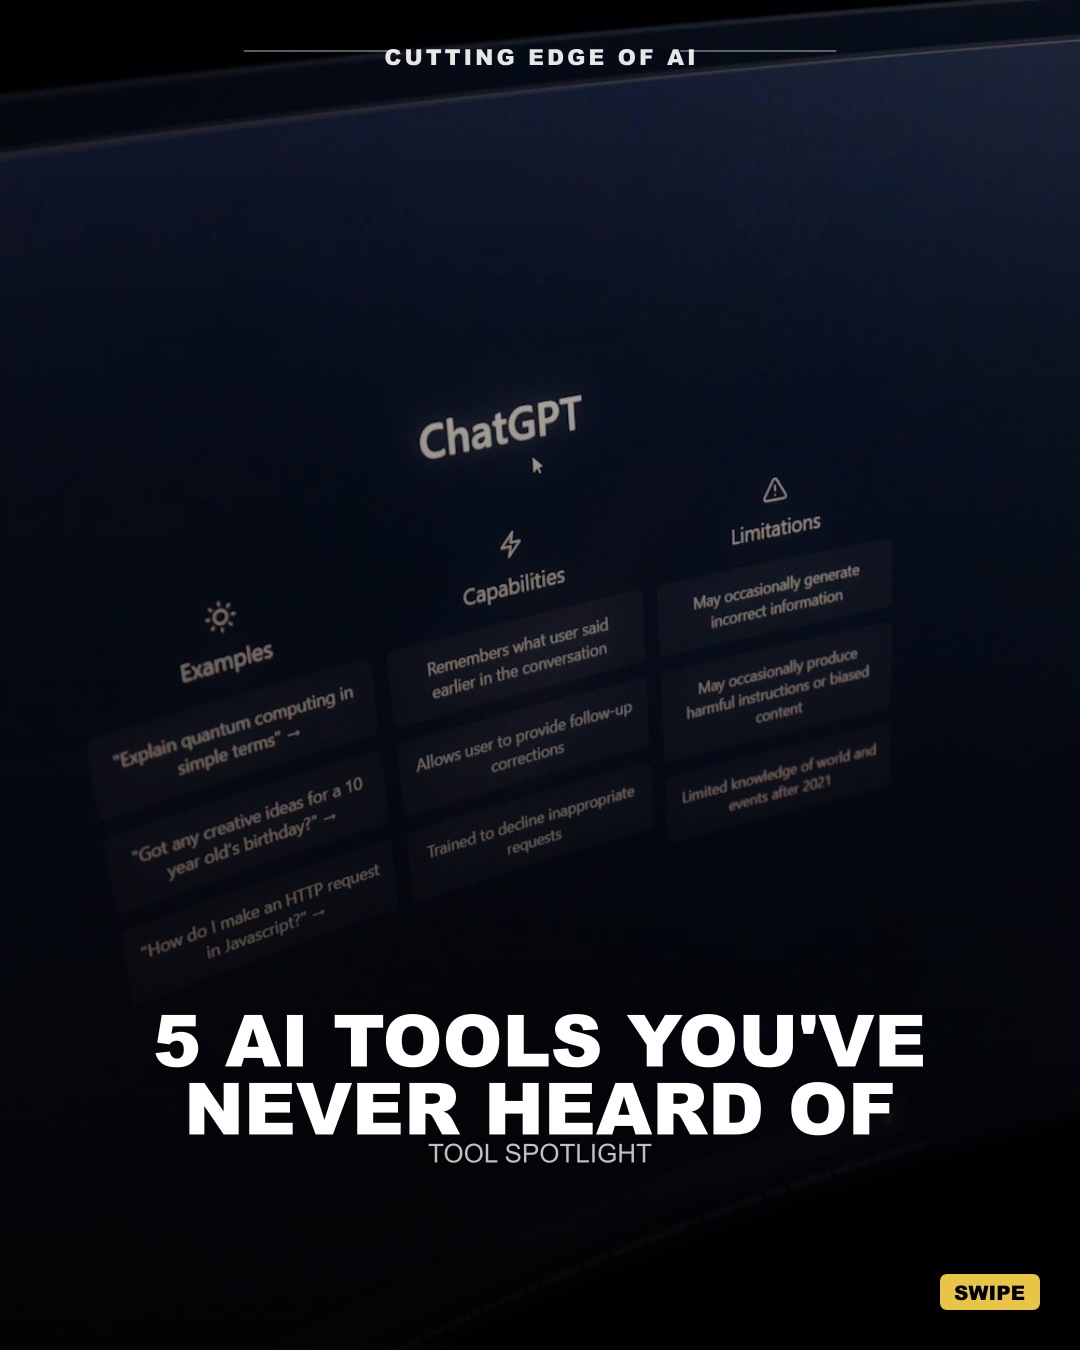 CUTTING EDGE OF AI
ChatGPT
Examples
"Explain quantum computing in
simple terms" →
"Got any creative ideas for a 10
year old's birthday?" →
"How do I make an HTTP request
in Javascript?" →
Capabilities
Remembers what user said
earlier in the conversation
Allows user to provide follow-up
corrections
Trained to decline inappropriate
requests
Limitations
May occasionally generate
incorrect information
May occasionally produce
harmful instructions or biased
content
Limited knowledge of world and
events after 2021
5 AI TOOLS YOU'VE
NEVER HEARD OF
TOOL SPOTLIGHT
SWIPE